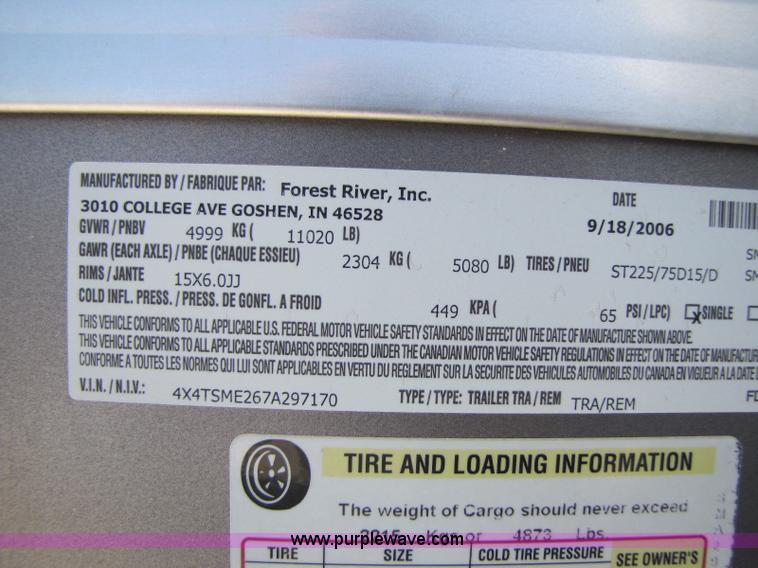 MANUFACTURED BY / FABRIQUE PAR: Forest River, Inc. DATE
3010 COLLEGE AVE GOSHEN, IN 46528 9/18/2006
GVWR / PNBV 4999 KG ( 11020 LB)
GAWR (EACH AXLE) / PNBE (CHAQUE ESSIEU) 2304 KG ( 5080 LB) TIRES / PNEU ST225/75D15/D
RIMS / JANTE 15X6.0JJ
COLD INFL. PRESS. / PRESS. DE GONFL. A FROID 449 KPA ( 65 PSI / LPC) X SINGLE
THIS VEHICLE CONFORMS TO ALL APPLICABLE U.S. FEDERAL MOTOR VEHICLE SAFETY STANDARDS IN EFFECT ON THE DATE OF MANUFACTURE SHOWN ABOVE.
THIS VEHICLE CONFORMS TO ALL APPLICABLE STANDARDS PRESCRIBED UNDER THE CANADIAN MOTOR VEHICLE SAFETY REGULATIONS IN EFFECT ON THE DATE OF MANUFACTUR
CONFORME A TOUTES LES NORMES QUI LUI SONT APPLICABLES EN VERTU DU REGLEMENT SUR LA SECURITE DES VEHICULES AUTOMOBILES DU CANADA EN VIGUEUR A LA DATE
V.I.N. / N.I.V.: 4X4TSME267A297170 TYPE / TYPE: TRAILER TRA / REM TRA/REM
TIRE AND LOADING INFORMATION
The weight of Cargo should never exceed
Kgs or 4873 Lbs.
www.purplewave.com
TIRE SIZE COLD TIRE PRESSURE SEE OWNER'S